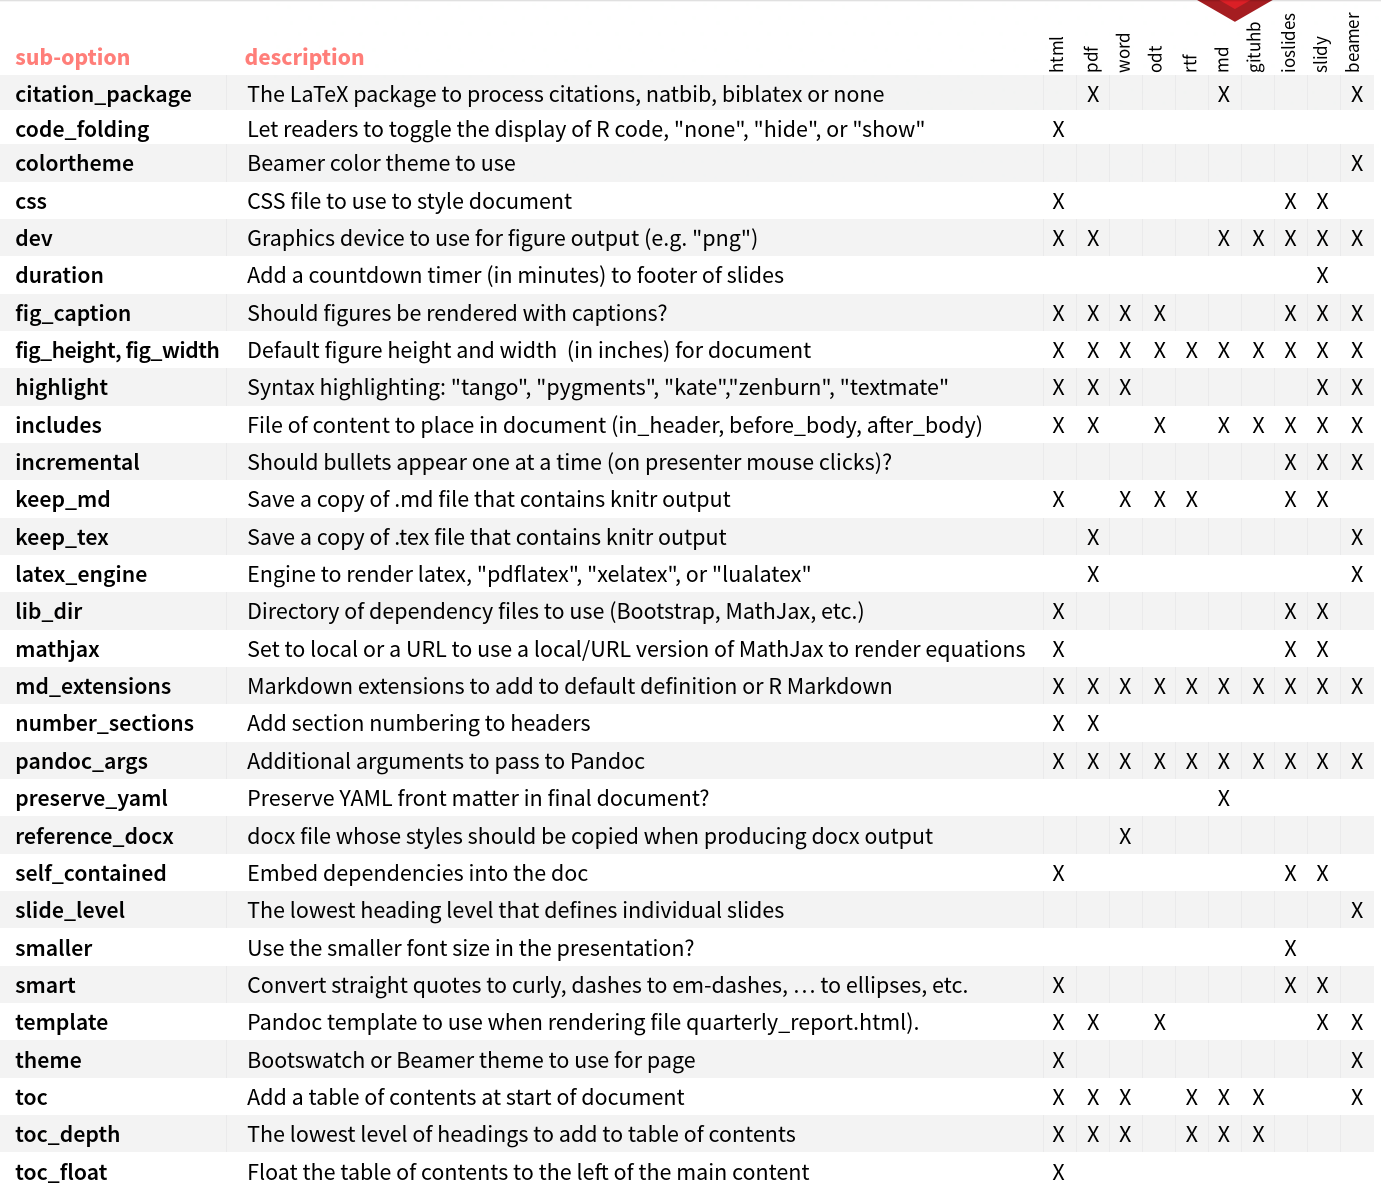 sub-option description html pdf word odt rtf md gituhb ioslides slidy beamer
citation_package The LaTeX package to process citations, natbib, biblatex or none X X X
code_folding Let readers to toggle the display of R code, "none", "hide", or "show" X
colortheme Beamer color theme to use X
css CSS file to use to style document X X X
dev Graphics device to use for figure output (e.g. "png") X X X X X X X
duration Add a countdown timer (in minutes) to footer of slides X
fig_caption Should figures be rendered with captions? X X X X X X X
fig_height, fig_width Default figure height and width (in inches) for document X X X X X X X X X X
highlight Syntax highlighting: "tango", "pygments", "kate","zenburn", "textmate" X X X X X
includes File of content to place in document (in_header, before_body, after_body) X X X X X X X X
incremental Should bullets appear one at a time (on presenter mouse clicks)? X X X
keep_md Save a copy of .md file that contains knitr output X X X X X X
keep_tex Save a copy of .tex file that contains knitr output X X
latex_engine Engine to render latex, "pdflatex", "xelatex", or "lualatex" X X
lib_dir Directory of dependency files to use (Bootstrap, MathJax, etc.) X X X
mathjax Set to local or a URL to use a local/URL version of MathJax to render equations X X X
md_extensions Markdown extensions to add to default definition or R Markdown X X X X X X X X X X
number_sections Add section numbering to headers X X
pandoc_args Additional arguments to pass to Pandoc X X X X X X X X X X
preserve_yaml Preserve YAML front matter in final document? X
reference_docx docx file whose styles should be copied when producing docx output X
self_contained Embed dependencies into the doc X X X
slide_level The lowest heading level that defines individual slides X
smaller Use the smaller font size in the presentation? X
smart Convert straight quotes to curly, dashes to em-dashes, … to ellipses, etc. X X X
template Pandoc template to use when rendering file quarterly_report.html). X X X X X
theme Bootswatch or Beamer theme to use for page X X
toc Add a table of contents at start of document X X X X X X X
toc_depth The lowest level of headings to add to table of contents X X X X X X
toc_float Float the table of contents to the left of the main content X